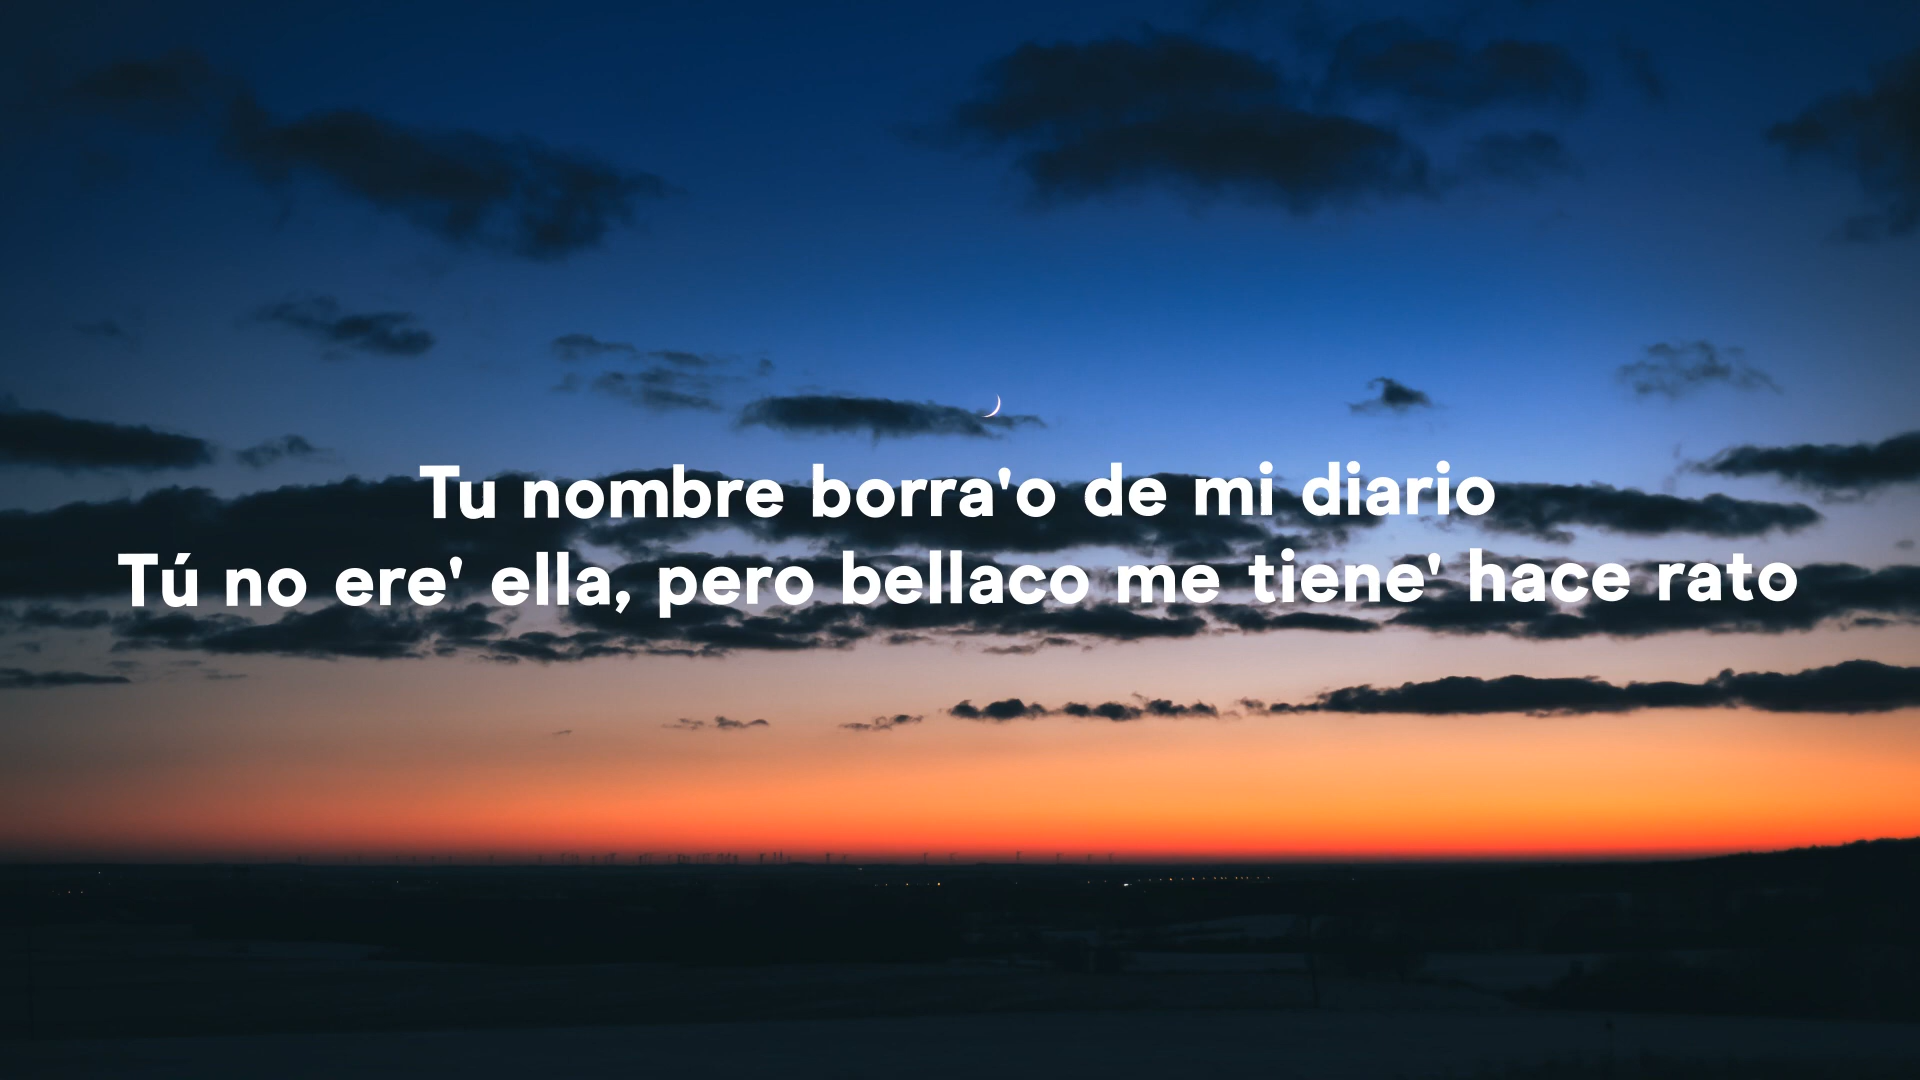 Tu nombre borra'o de mi diario
Tú no ere' ella, pero bellaco me tiene' hace rato